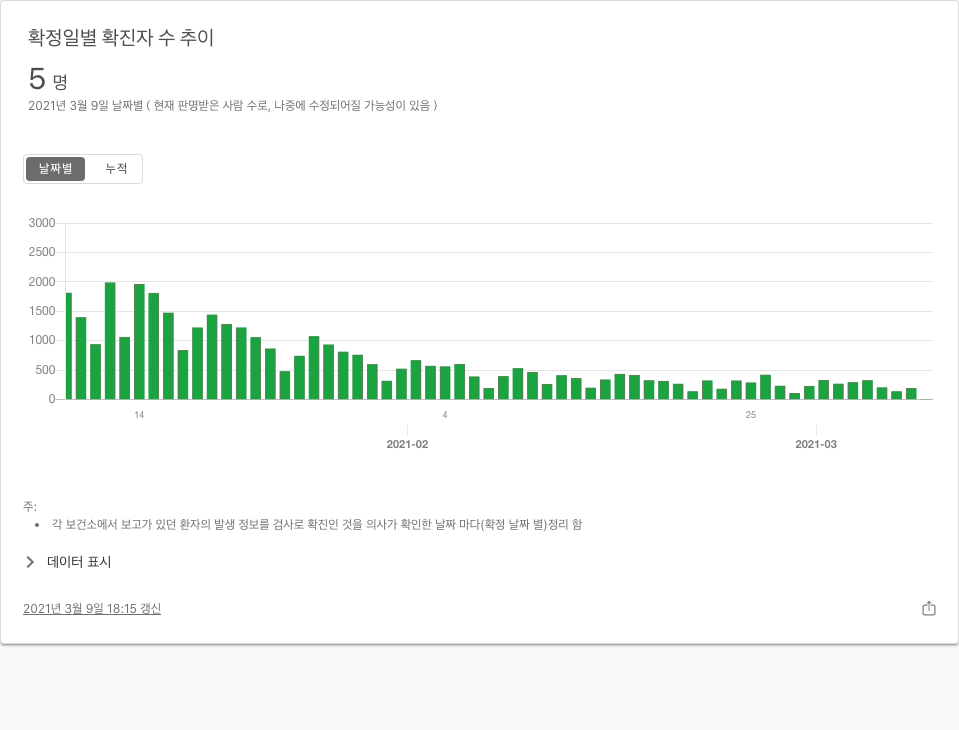 확정일별 확진자 수 추이
5 명
2021년 3월 9일 날짜별 ( 현재 판명받은 사람 수로, 나중에 수정되어질 가능성이 있음 )
날짜별 누적
3000
2500
2000
1500
1000
500
0
14 4 25
2021-02 2021-03
주:
각 보건소에서 보고가 있던 환자의 발생 정보를 검사로 확진인 것을 의사가 확인한 날짜 마다(확정 날짜 별)정리 함
데이터 표시
2021년 3월 9일 18:15 갱신